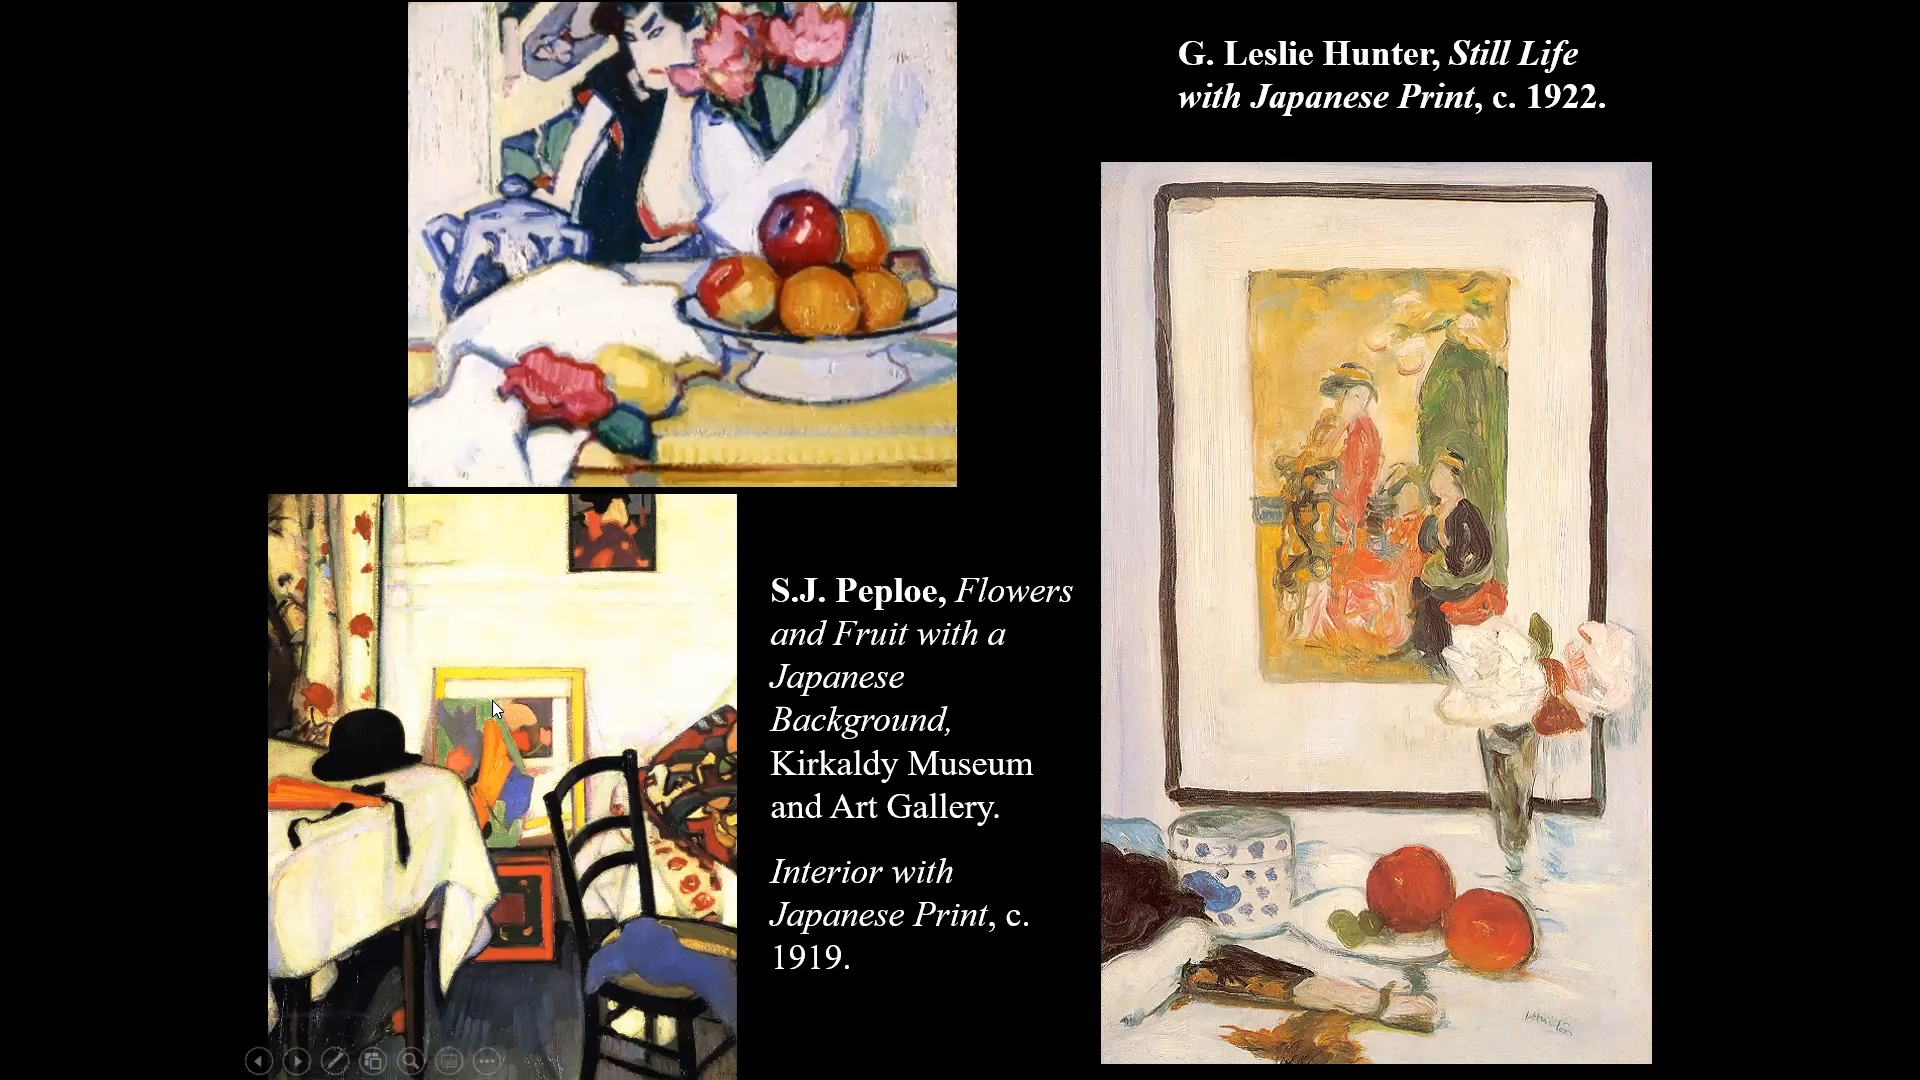 G. Leslie Hunter, Still Life
with Japanese Print, c. 1922.
S.J. Peploe, Flowers
and Fruit with a
Japanese
Background,
Kirkaldy Museum
and Art Gallery.
Interior with
Japanese Print, c.
1919.